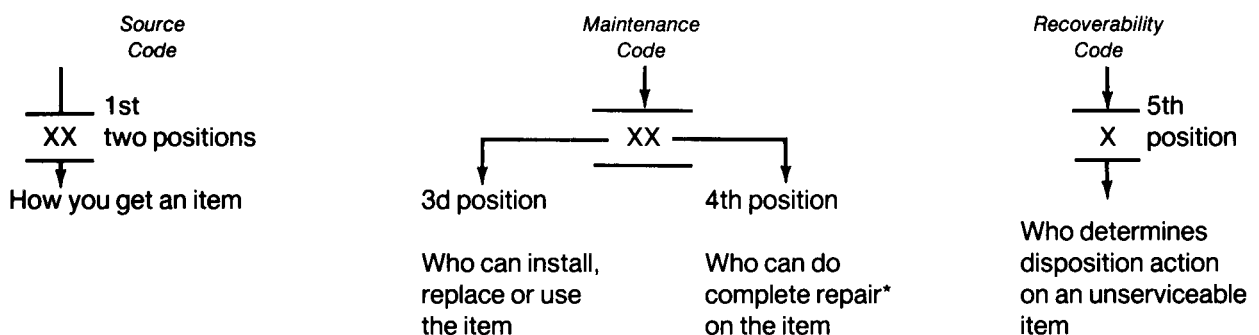 Source
Code
1st
XX two positions
How you get an item
Maintenance
Code
XX
3d position
Who can install,
replace or use
the item
4th position
Who can do
complete repair*
on the item
Recoverability
Code
5th
X position
Who determines
disposition action
on an unserviceable
item